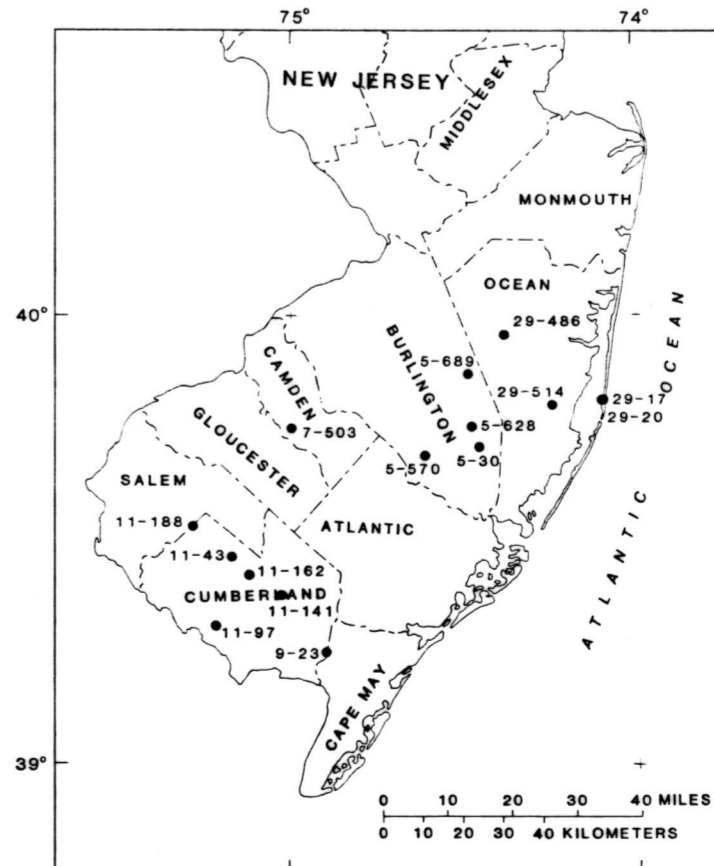 75°
74°
NEW JERSEY
MIDDLESEX
MONMOUTH
OCEAN
40°
29-486
OCEAN
BURLINGTON
5-689
CAMDEN
29-514
29-17
29-20
7-503
5-628
GLOUCESTER
5-570
5-30
SALEM
ATLANTIC
11-188
ATLANTIC
11-43
11-162
CUMBERLAND
11-141
11-97
9-23
CAPE MAY
39°
0 10 20 30 40 MILES
0 10 20 30 40 KILOMETERS